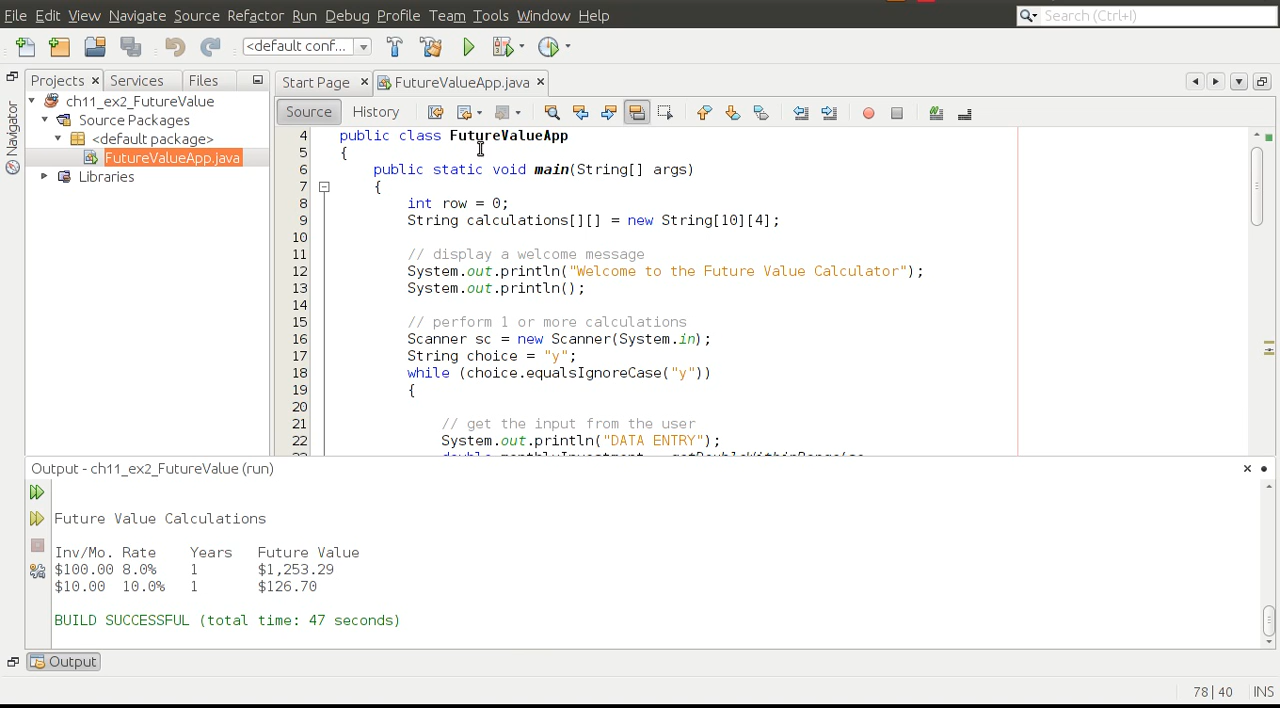 File Edit View Navigate Source Refactor Run Debug Profile Team Tools Window Help
Search (Ctrl+I)
<default conf...
Projects Services Files
Start Page FutureValueApp.java
Navigator
ch11_ex2_FutureValue
Source Packages
<default package>
FutureValueApp.java
Libraries
Source History
4 public class FutureValueApp
5 {
6 public static void main(String[] args)
7 {
8 int row = 0;
9 String calculations[][] = new String[10][4];
10
11 // display a welcome message
12 System.out.println("Welcome to the Future Value Calculator");
13 System.out.println();
14
15 // perform 1 or more calculations
16 Scanner sc = new Scanner(System.in);
17 String choice = "y";
18 while (choice.equalsIgnoreCase("y"))
19 {
20
21 // get the input from the user
22 System.out.println("DATA ENTRY");
Output - ch11_ex2_FutureValue (run)
Future Value Calculations
Inv/Mo. Rate Years Future Value
$100.00 8.0% 1 $1,253.29
$10.00 10.0% 1 $126.70
BUILD SUCCESSFUL (total time: 47 seconds)
Output
78|40 INS